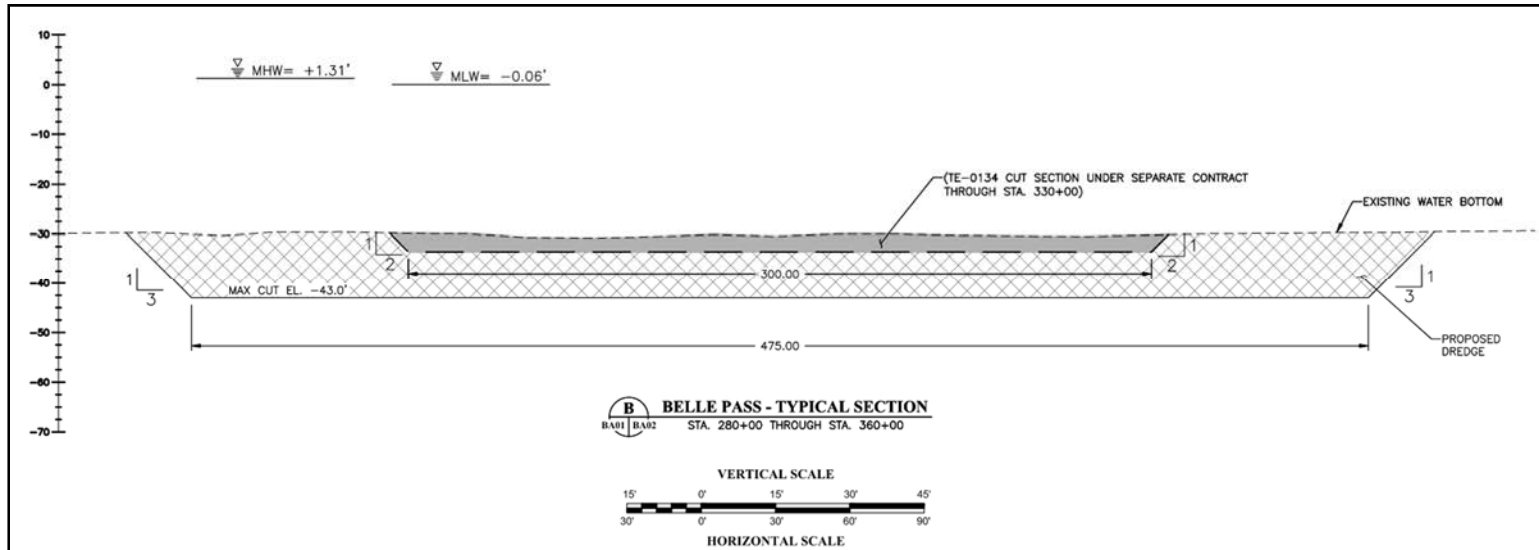 10
0
-10
-20
-30
-40
-50
-60
-70
MHW= +1.31'
MLW= -0.06'
(TE-0134 CUT SECTION UNDER SEPARATE CONTRACT
THROUGH STA. 330+00)
EXISTING WATER BOTTOM
1
2
1
2
300.00
1
3
MAX CUT EL. -43.0'
1
3
475.00
PROPOSED
DREDGE
B
BA01 BA02
BELLE PASS - TYPICAL SECTION
STA. 280+00 THROUGH STA. 360+00
VERTICAL SCALE
15' 0' 15' 30' 45'
30' 0' 30' 60' 90'
HORIZONTAL SCALE